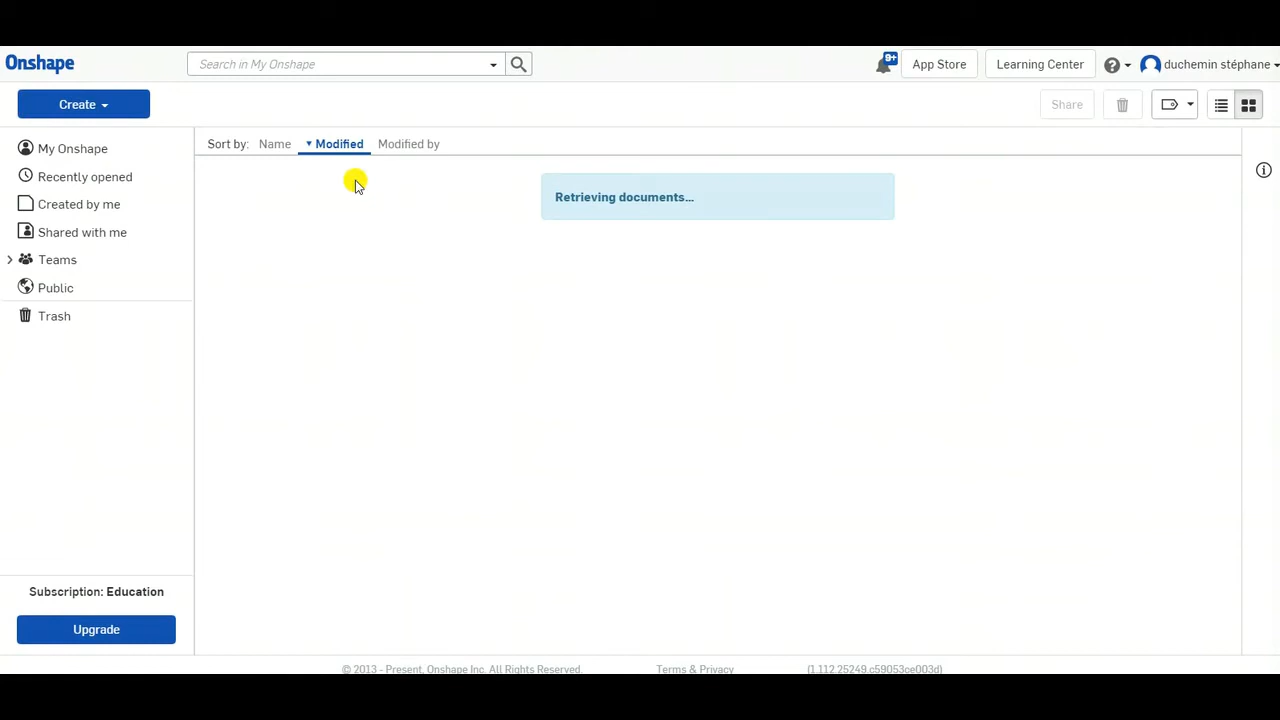 Onshape
Search in My Onshape
9+
App Store
Learning Center
duchemin stéphane
Create
Share
Sort by: Name Modified Modified by
My Onshape
Recently opened
Created by me
Shared with me
Teams
Public
Trash
Retrieving documents...
Subscription: Education
Upgrade
© 2013 - Present, Onshape Inc. All Rights Reserved. Terms & Privacy (1.112.25249.c59053ce003d)